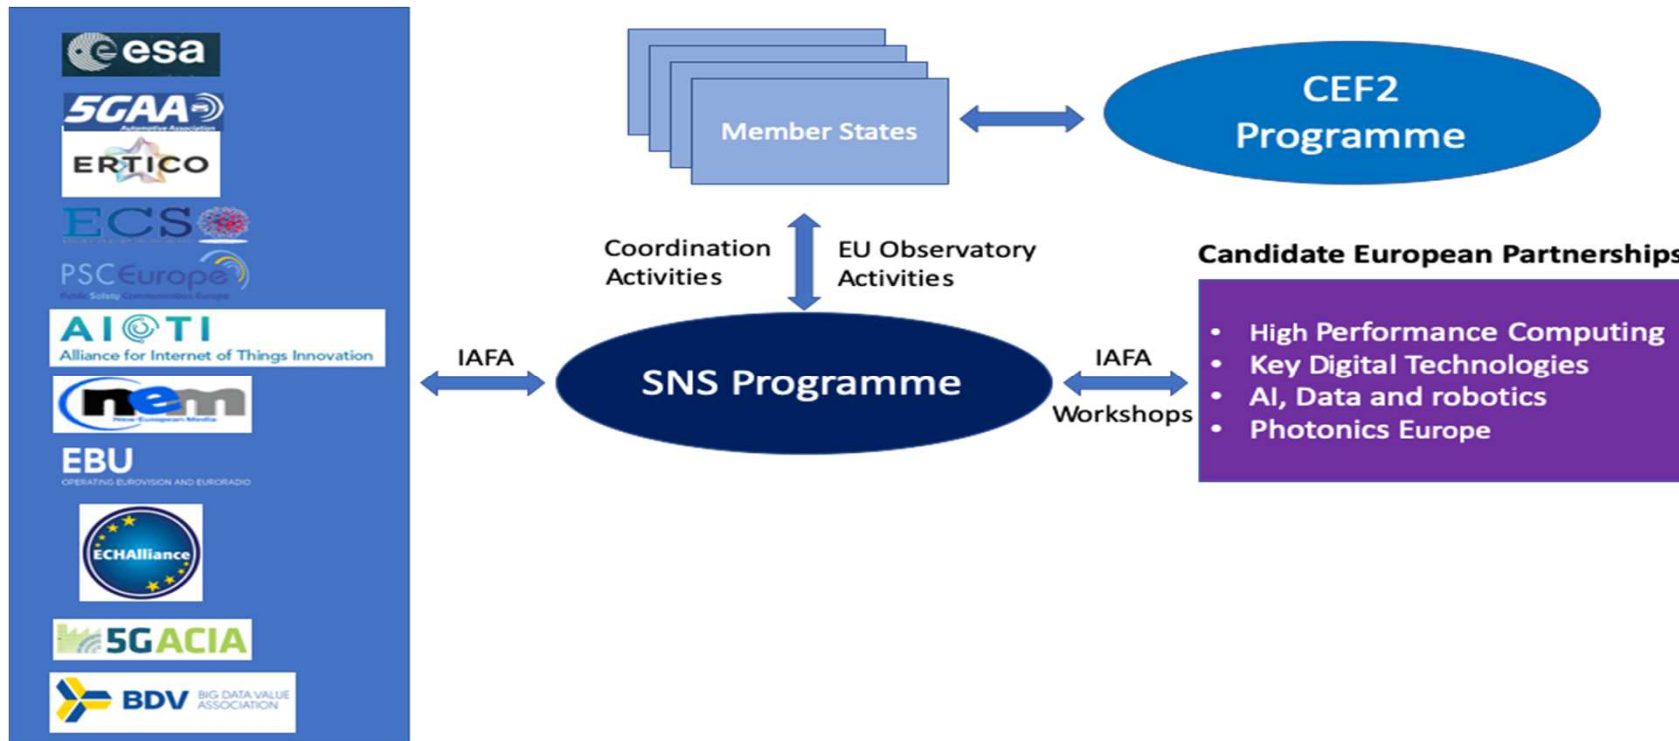 esa
5GAA
Automotive Association
ERTICO
ECS
PSCEurope
Public Safety Communication Europe
AIOTI
Alliance for Internet of Things Innovation
nem
New European Media
EBU
OPERATING EUROVISION AND EURORADIO
ECHAlliance
5GACIA
BDV BIG DATA VALUE
ASSOCIATION
IAFA
Member States
CEF2
Programme
Coordination
Activities
EU Observatory
Activities
SNS Programme
IAFA
Workshops
Candidate European Partnerships
• High Performance Computing
• Key Digital Technologies
• AI, Data and robotics
• Photonics Europe